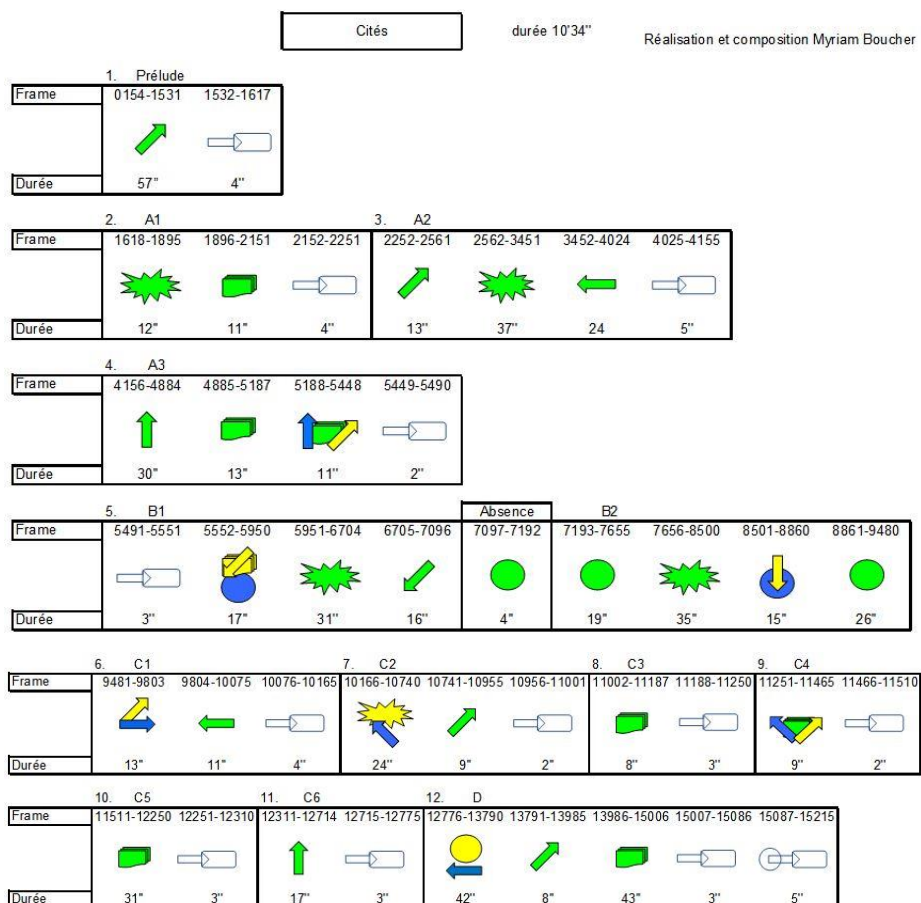 Cités durée 10'34"
Réalisation et composition Myriam Boucher
1. Prélude
Frame 0154-1531 1532-1617
Durée 57" 4"
2. A1 3. A2
Frame 1618-1895 1896-2151 2152-2251 2252-2561 2562-3451 3452-4024 4025-4155
Durée 12" 11" 4" 13" 37" 24 5"
4. A3
Frame 4156-4884 4885-5187 5188-5448 5449-5490
Durée 30" 13" 11" 2"
5. B1 Absence B2
Frame 5491-5551 5552-5950 5951-6704 6705-7096 7097-7192 7193-7655 7656-8500 8501-8860 8861-9480
Durée 3" 17" 31" 16" 4" 19" 35" 15" 26"
6. C1 7. C2 8. C3 9. C4
Frame 9481-9803 9804-10075 10076-10165 10166-10740 10741-10955 10956-11001 11002-11187 11188-11250 11251-11465 11466-11510
Durée 13" 11" 4" 24" 9" 2" 8" 3" 9" 2"
10. C5 11. C6 12. D
Frame 11511-12250 12251-12310 12311-12714 12715-12775 12776-13790 13791-13985 13986-15006 15007-15086 15087-15215
Durée 31" 3" 17" 3" 42" 8" 43" 3" 5"